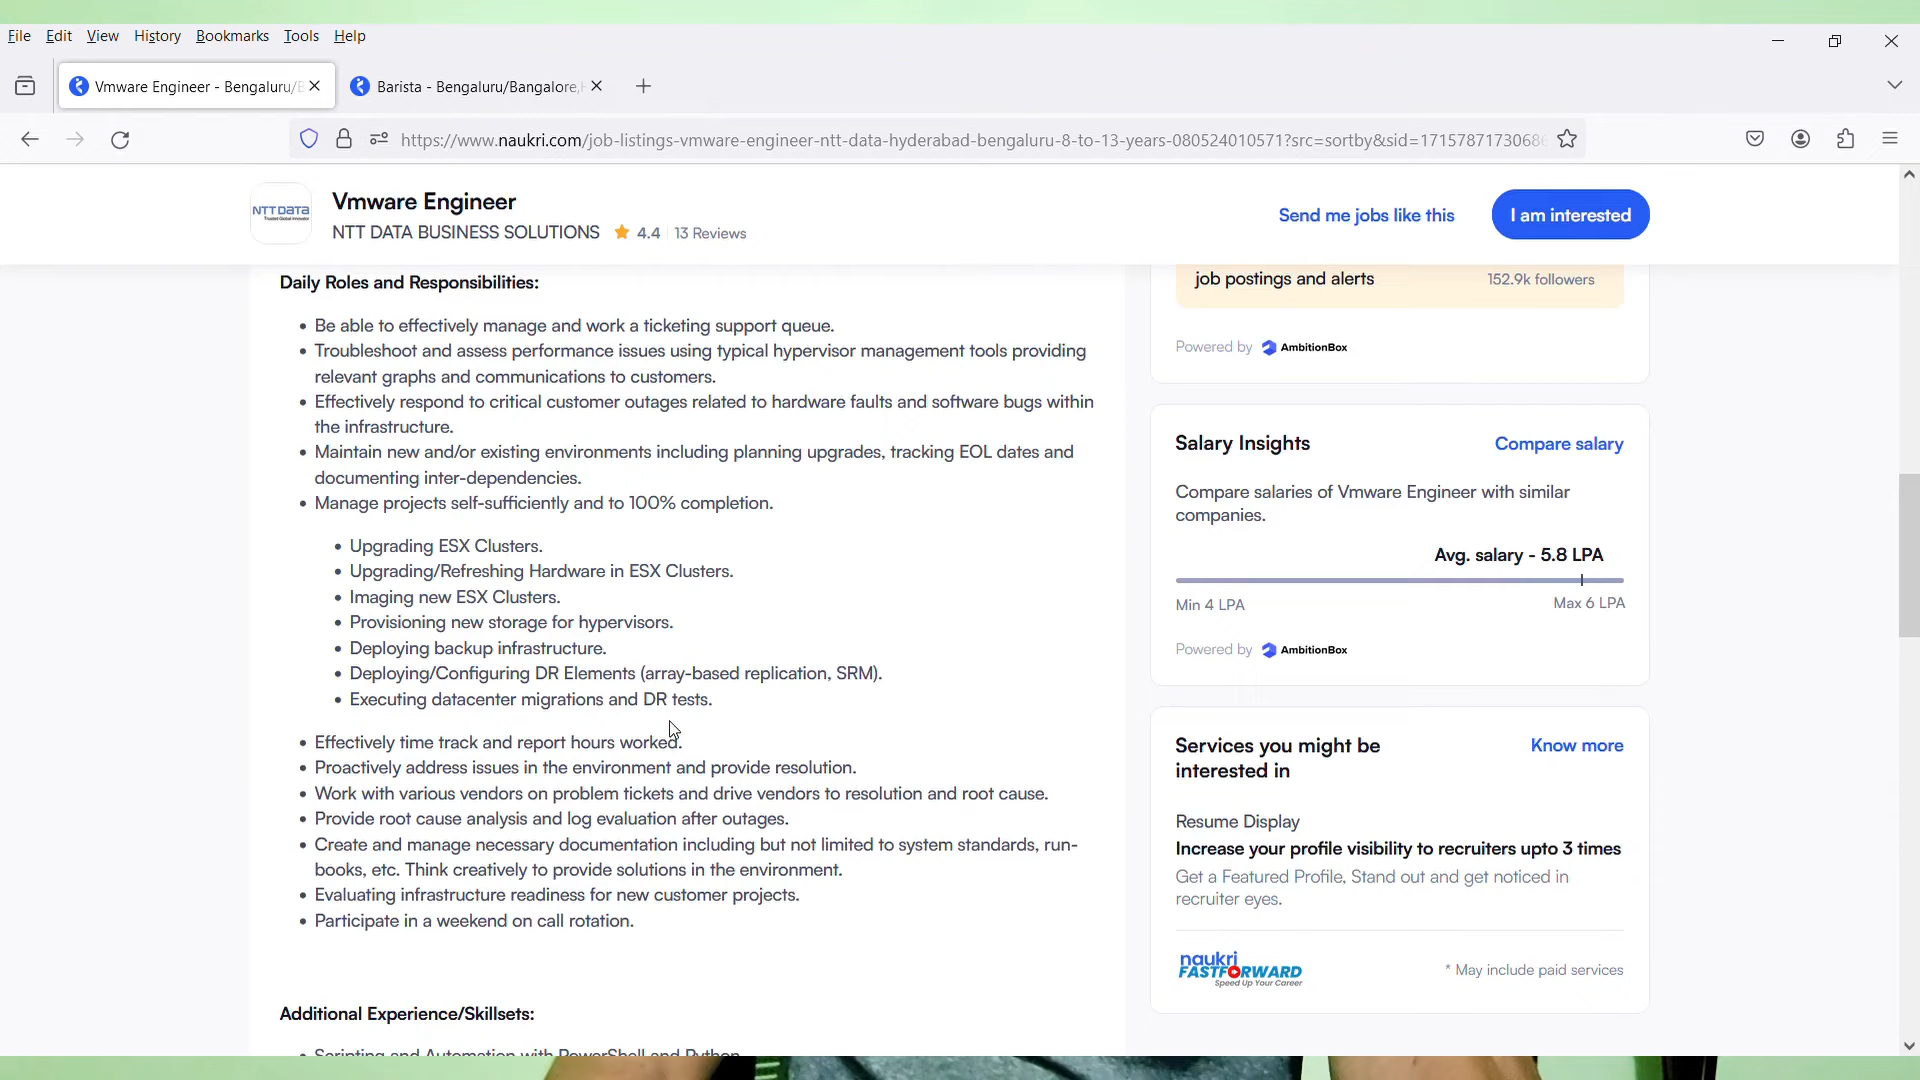 File Edit View History Bookmarks Tools Help
Vmware Engineer - Bengaluru/B
Barista - Bengaluru/Bangalore,
https://www.naukri.com/job-listings-vmware-engineer-ntt-data-hyderabad-bengaluru-8-to-13-years-080524010571?src=sortby&sid=1715787173068
NTT DATA
Trusted Global Innovator
Vmware Engineer
NTT DATA BUSINESS SOLUTIONS 4.4 13 Reviews
Send me jobs like this
I am interested
Daily Roles and Responsibilities:
• Be able to effectively manage and work a ticketing support queue.
• Troubleshoot and assess performance issues using typical hypervisor management tools providing
relevant graphs and communications to customers.
• Effectively respond to critical customer outages related to hardware faults and software bugs within
the infrastructure.
• Maintain new and/or existing environments including planning upgrades, tracking EOL dates and
documenting inter-dependencies.
• Manage projects self-sufficiently and to 100% completion.
• Upgrading ESX Clusters.
• Upgrading/Refreshing Hardware in ESX Clusters.
• Imaging new ESX Clusters.
• Provisioning new storage for hypervisors.
• Deploying backup infrastructure.
• Deploying/Configuring DR Elements (array-based replication, SRM).
• Executing datacenter migrations and DR tests.
• Effectively time track and report hours worked.
• Proactively address issues in the environment and provide resolution.
• Work with various vendors on problem tickets and drive vendors to resolution and root cause.
• Provide root cause analysis and log evaluation after outages.
• Create and manage necessary documentation including but not limited to system standards, run-
books, etc. Think creatively to provide solutions in the environment.
• Evaluating infrastructure readiness for new customer projects.
• Participate in a weekend on call rotation.
Additional Experience/Skillsets:
• Scripting and Automation with PowerShell and Python
job postings and alerts
152.9k followers
Powered by AmbitionBox
Salary Insights
Compare salary
Compare salaries of Vmware Engineer with similar
companies.
Avg. salary - 5.8 LPA
Min 4 LPA
Max 6 LPA
Powered by AmbitionBox
Services you might be
interested in
Know more
Resume Display
Increase your profile visibility to recruiters upto 3 times
Get a Featured Profile, Stand out and get noticed in
recruiter eyes.
naukri
FASTFORWARD
Speed Up Your Career
* May include paid services